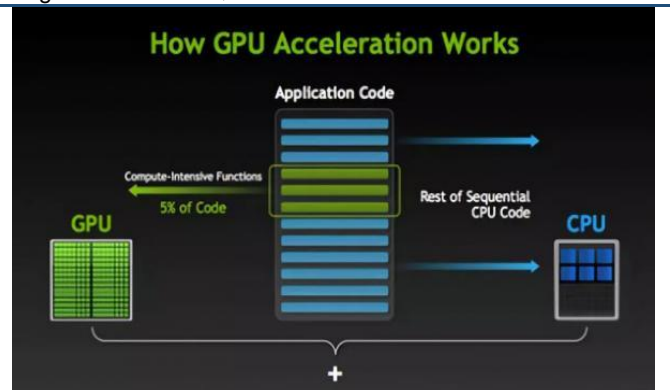 How GPU Acceleration Works
Application Code
Compute-Intensive Functions
5% of Code
Rest of Sequential
CPU Code
GPU
CPU
+